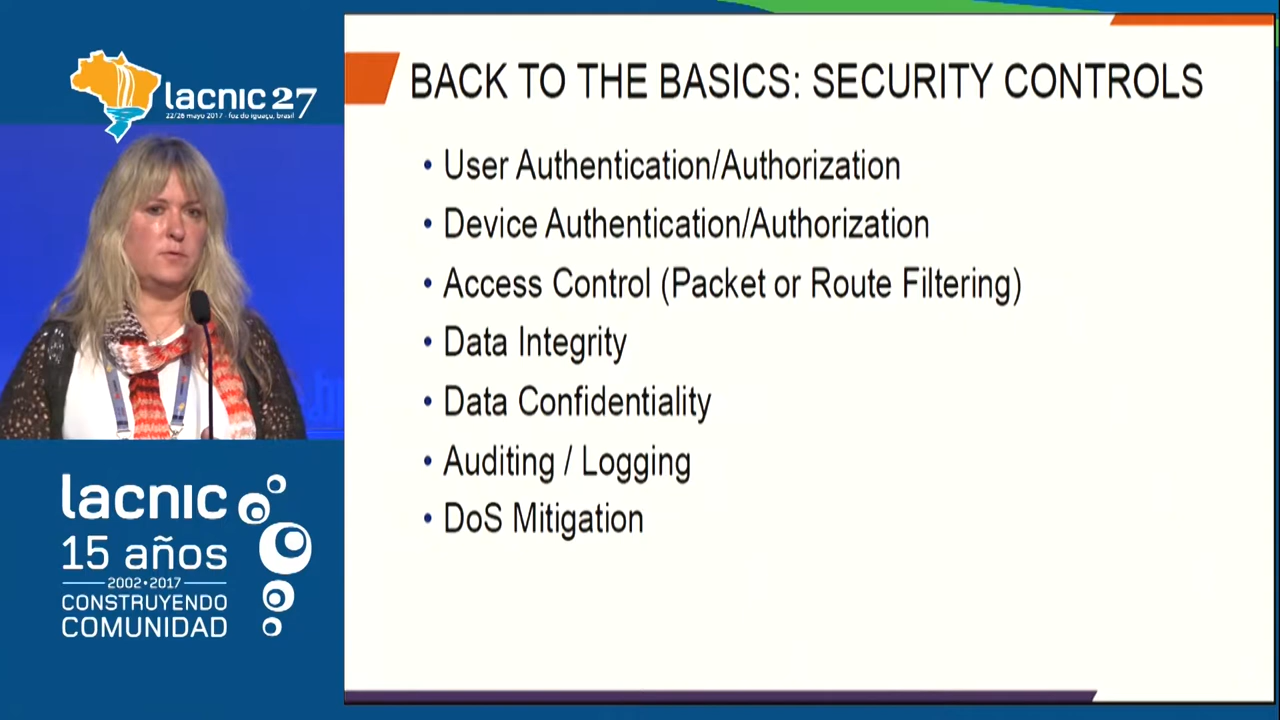 lacnic 27
22/26 mayo 2017 - foz do iguaçu, brasil
BACK TO THE BASICS: SECURITY CONTROLS
• User Authentication/Authorization
• Device Authentication/Authorization
• Access Control (Packet or Route Filtering)
• Data Integrity
• Data Confidentiality
• Auditing / Logging
• DoS Mitigation
lacnic
15 años
2002•2017
CONSTRUYENDO
COMUNIDAD